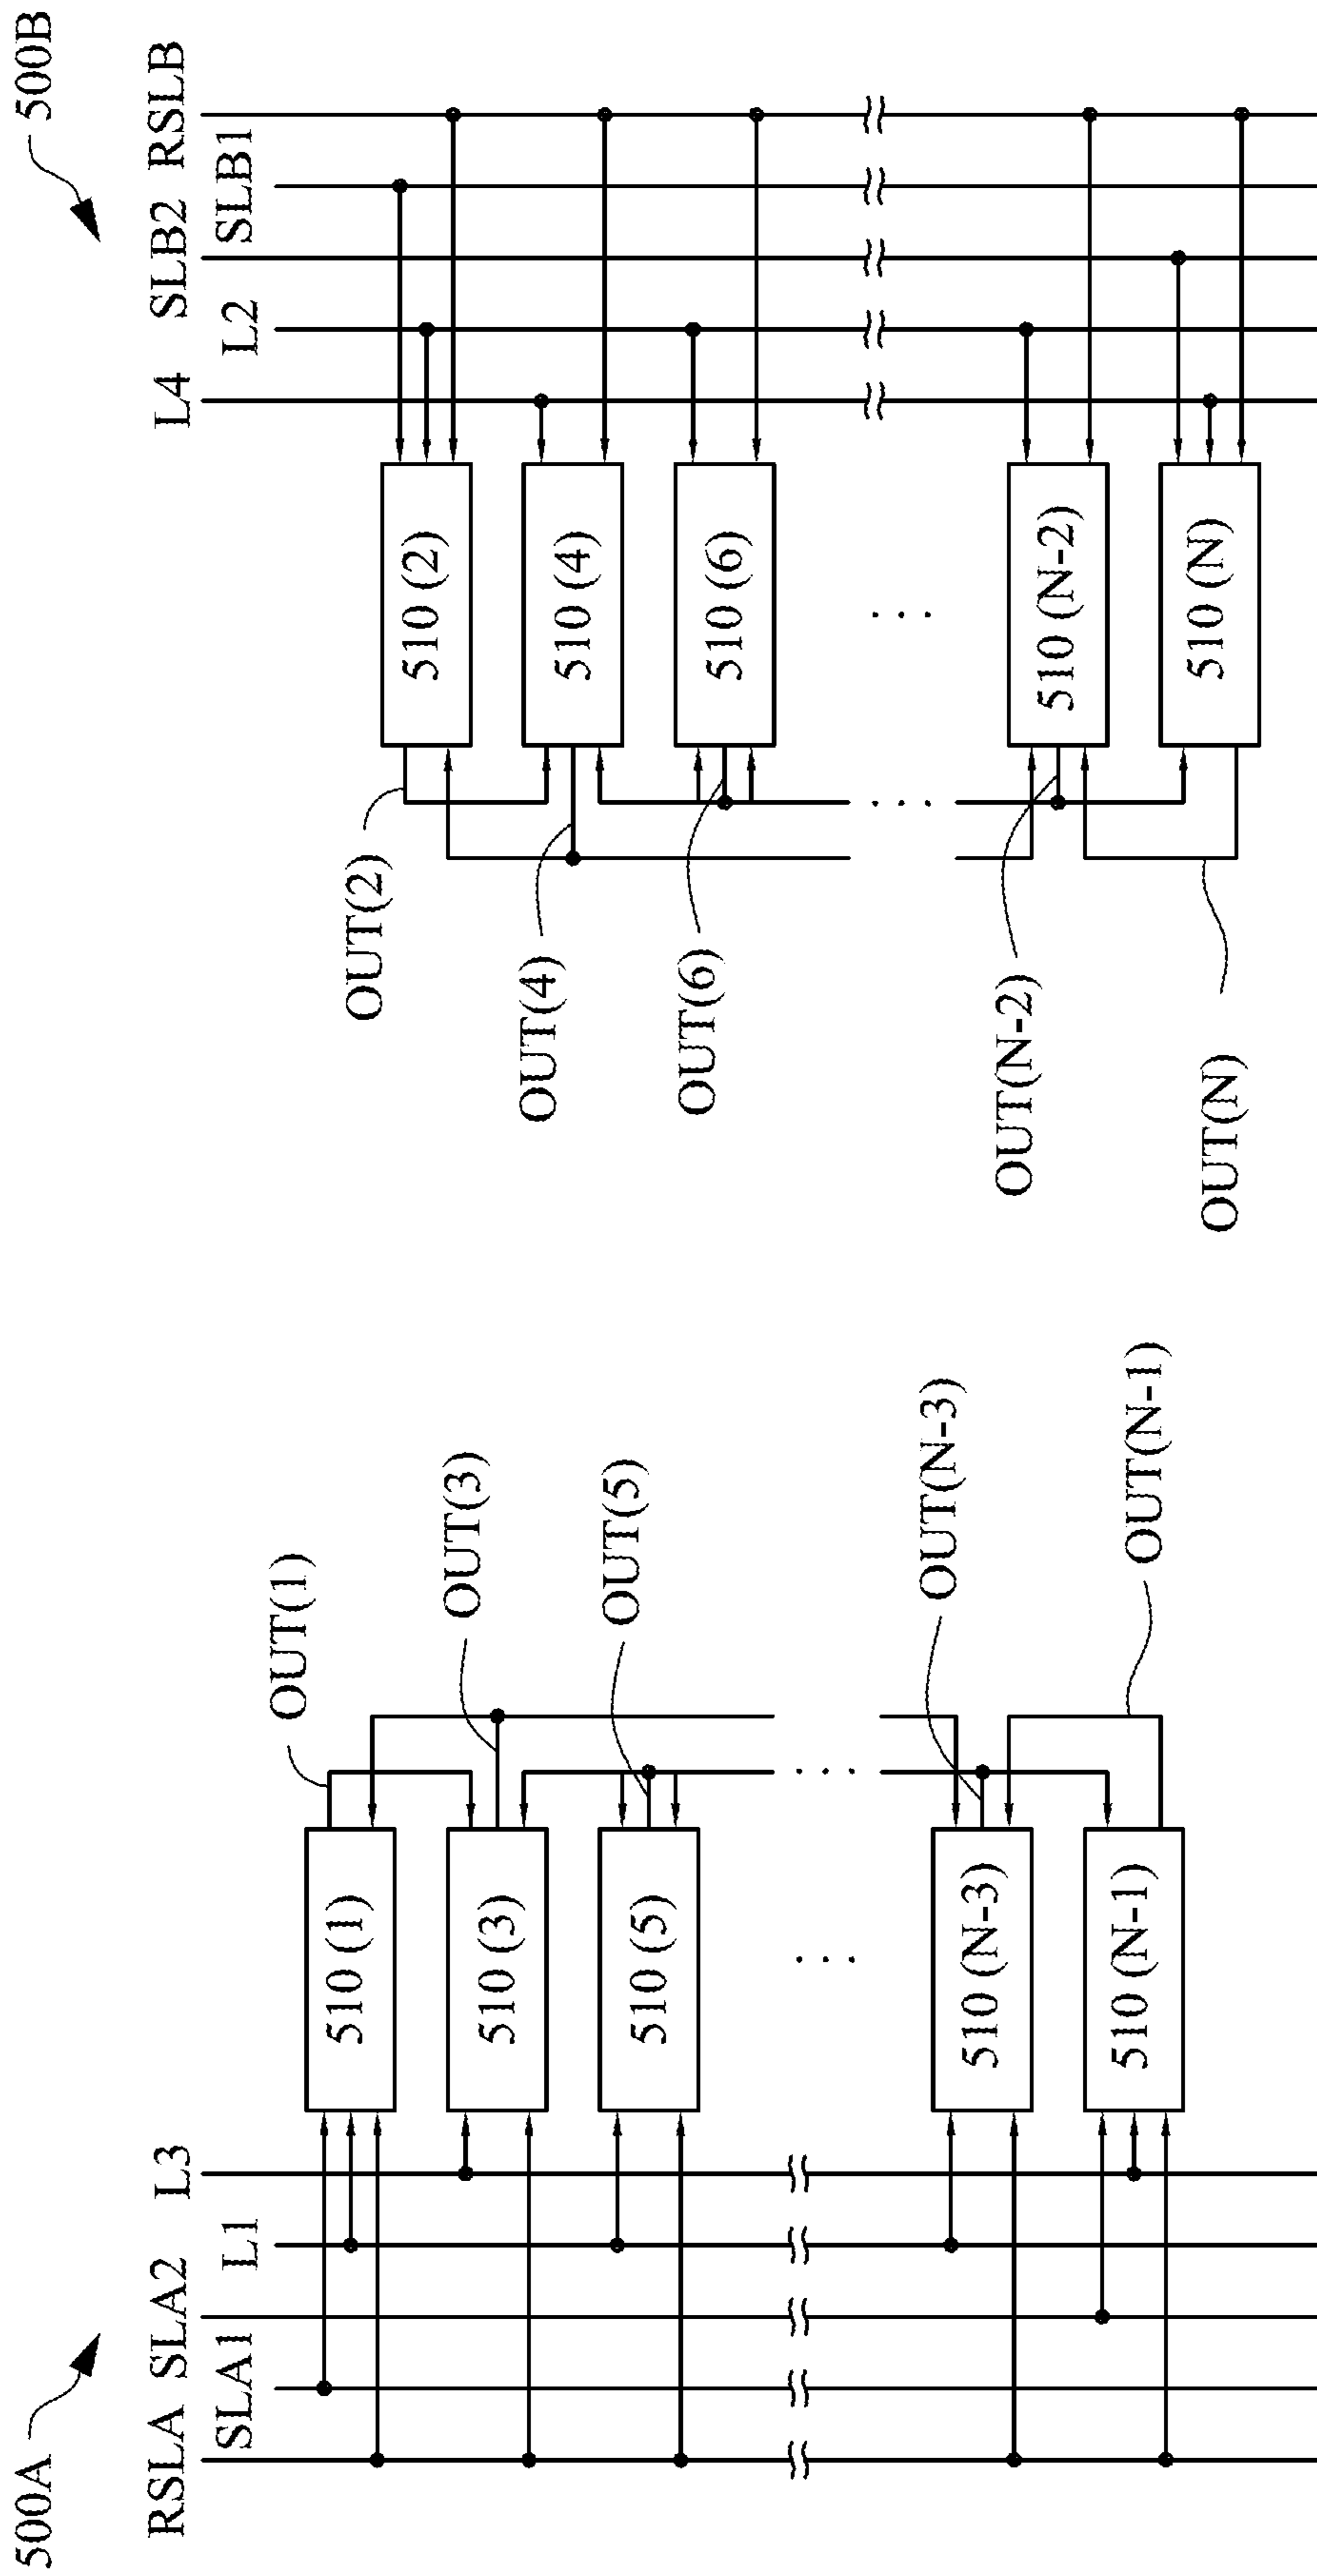 500A
500B
RSLA SLA2 L3
SLA1 L1
L4 SLB2 RSLB
L2 SLB1
510 (1)
510 (3)
510 (5)
. . .
510 (N-3)
510 (N-1)
OUT(1)
OUT(3)
OUT(5)
. . .
OUT(N-3)
OUT(N-1)
OUT(2)
OUT(4)
OUT(6)
. . .
OUT(N-2)
OUT(N)
510 (2)
510 (4)
510 (6)
. . .
510 (N-2)
510 (N)